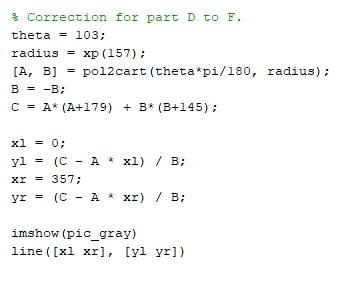 % Correction for part D to F.
theta = 103;
radius = xp(157);
[A, B] = pol2cart(theta*pi/180, radius);
B = -B;
C = A*(A+179) + B*(B+145);
xl = 0;
yl = (C - A * xl) / B;
xr = 357;
yr = (C - A * xr) / B;
imshow(pic_gray)
line([xl xr], [yl yr])